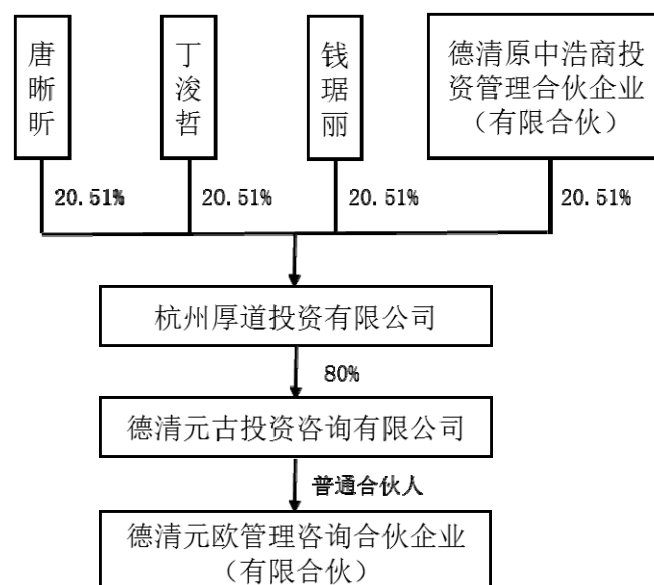 唐晰昕
丁浚哲
钱琚丽
德清原中浩商投
资管理合伙企业
（有限合伙）
20.51%
20.51%
20.51%
20.51%
杭州厚道投资有限公司
80%
德清元古投资咨询有限公司
普通合伙人
德清元欧管理咨询合伙企业
（有限合伙）